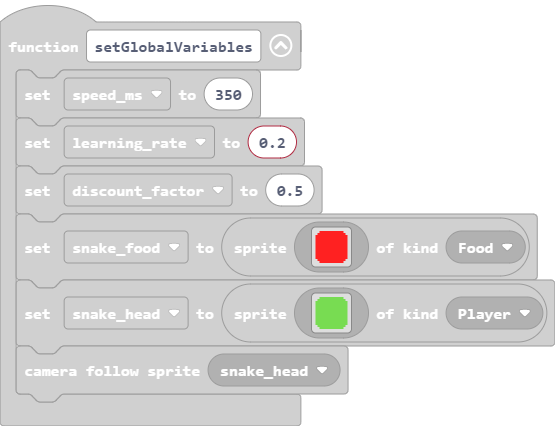 function setGlobalVariables
set speed_ms to 350
set learning_rate to 0.2
set discount_factor to 0.5
set snake_food to sprite of kind Food
set snake_head to sprite of kind Player
camera follow sprite snake_head